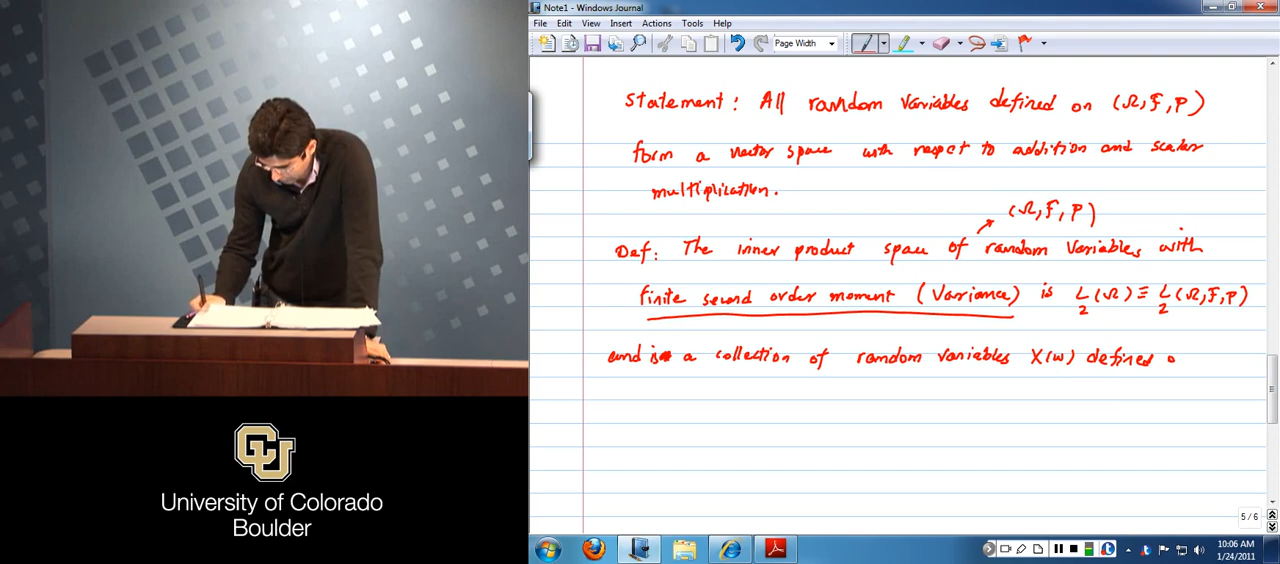 Note1 - Windows Journal
File Edit View Insert Actions Tools Help
Page Width
Statement: All random variables defined on (Ω, F, P)
form a vector space with respect to addition and scalar
multiplication.
(Ω, F, P)
Def: The inner product space of random variables with
finite second order moment (Variance) is L2(Ω) ≡ L2(Ω, F, P)
and is a collection of random variables X(ω) defined o
CU
University of Colorado
Boulder
5/6
10:06 AM
1/24/2011